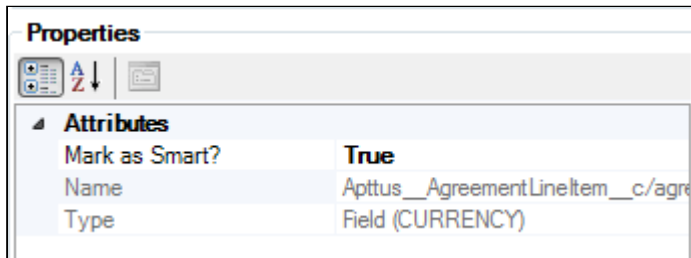 Properties
A Z
Attributes
Mark as Smart? True
Name Apttus__AgreementLineItem__c/agre
Type Field (CURRENCY)